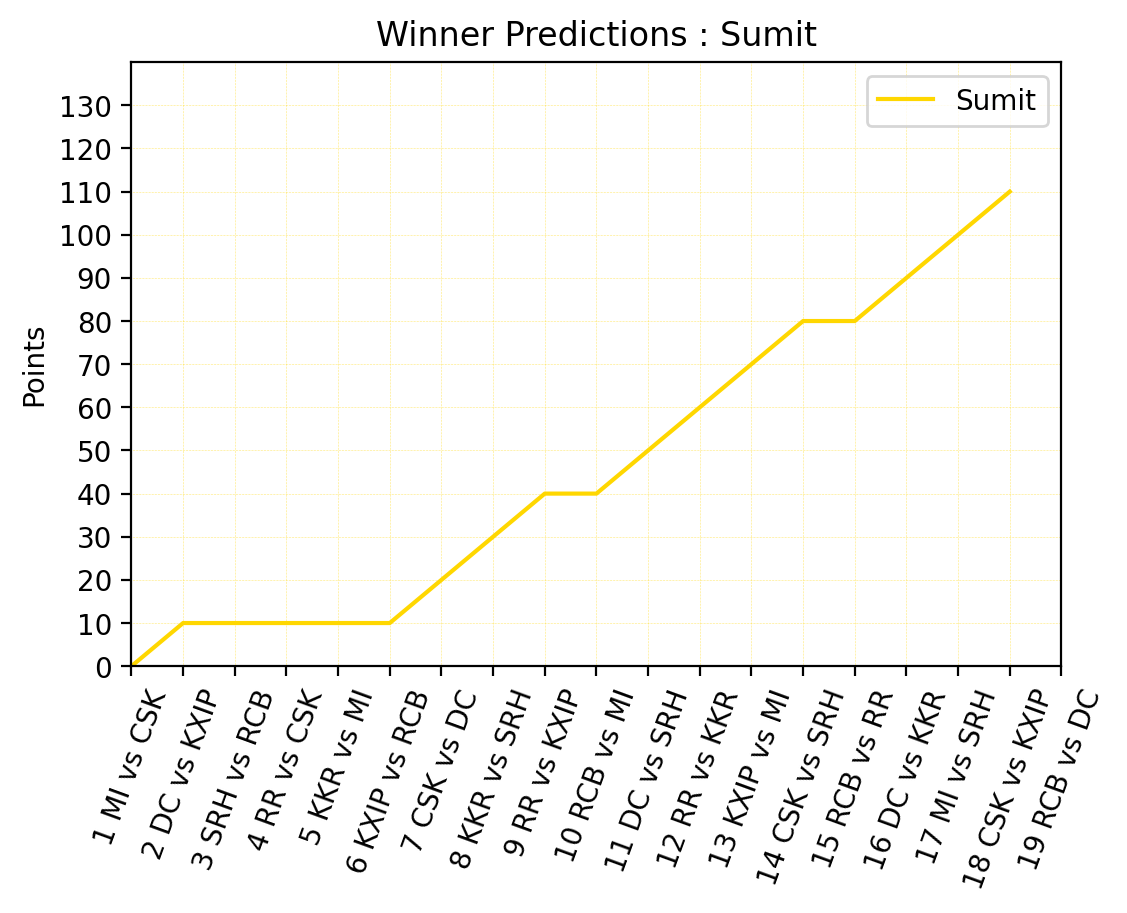 Winner Predictions : Sumit
Sumit
Points
130
120
110
100
90
80
70
60
50
40
30
20
10
0
1 MI vs CSK
2 DC vs KXIP
3 SRH vs RCB
4 RR vs CSK
5 KKR vs MI
6 KXIP vs RCB
7 CSK vs DC
8 KKR vs SRH
9 RR vs KXIP
10 RCB vs MI
11 DC vs SRH
12 RR vs KKR
13 KXIP vs MI
14 CSK vs SRH
15 RCB vs RR
16 DC vs KKR
17 MI vs SRH
18 CSK vs KXIP
19 RCB vs DC